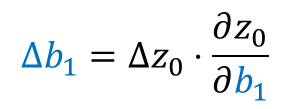 Δb₁ = Δz₀ · ∂z₀/∂b₁